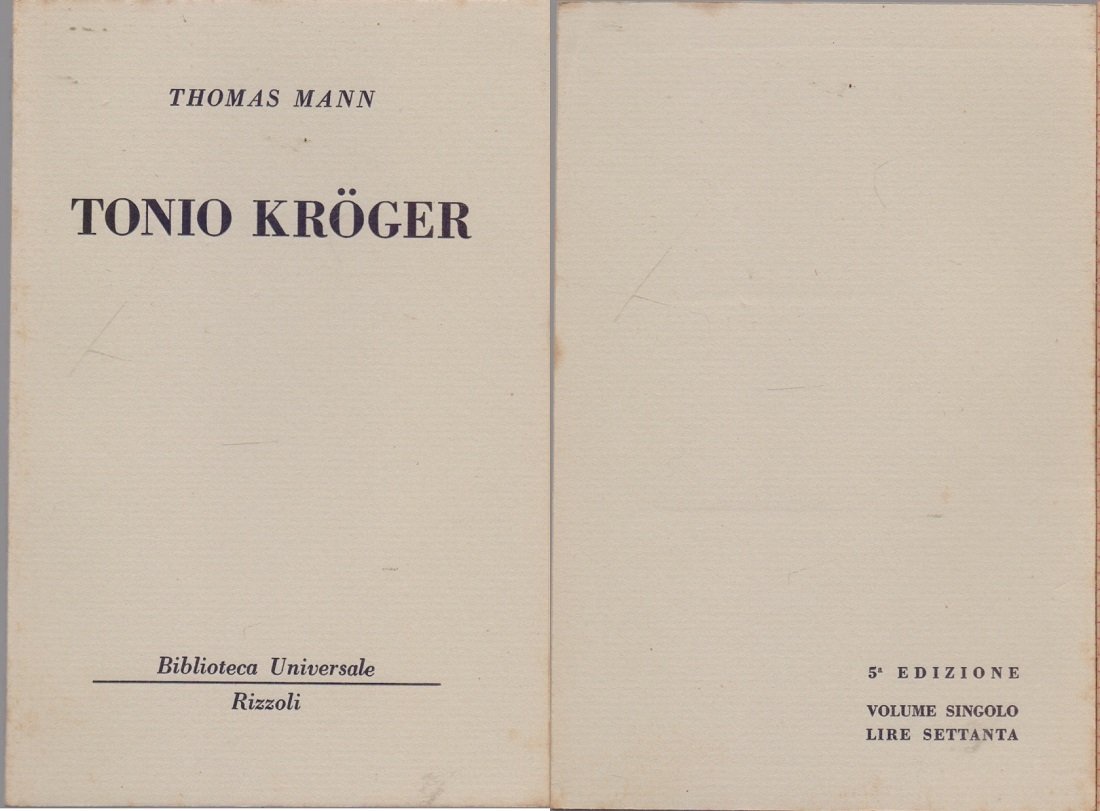 THOMAS MANN
TONIO KRÖGER
Biblioteca Universale
Rizzoli
5ª EDIZIONE
VOLUME SINGOLO
LIRE SETTANTA